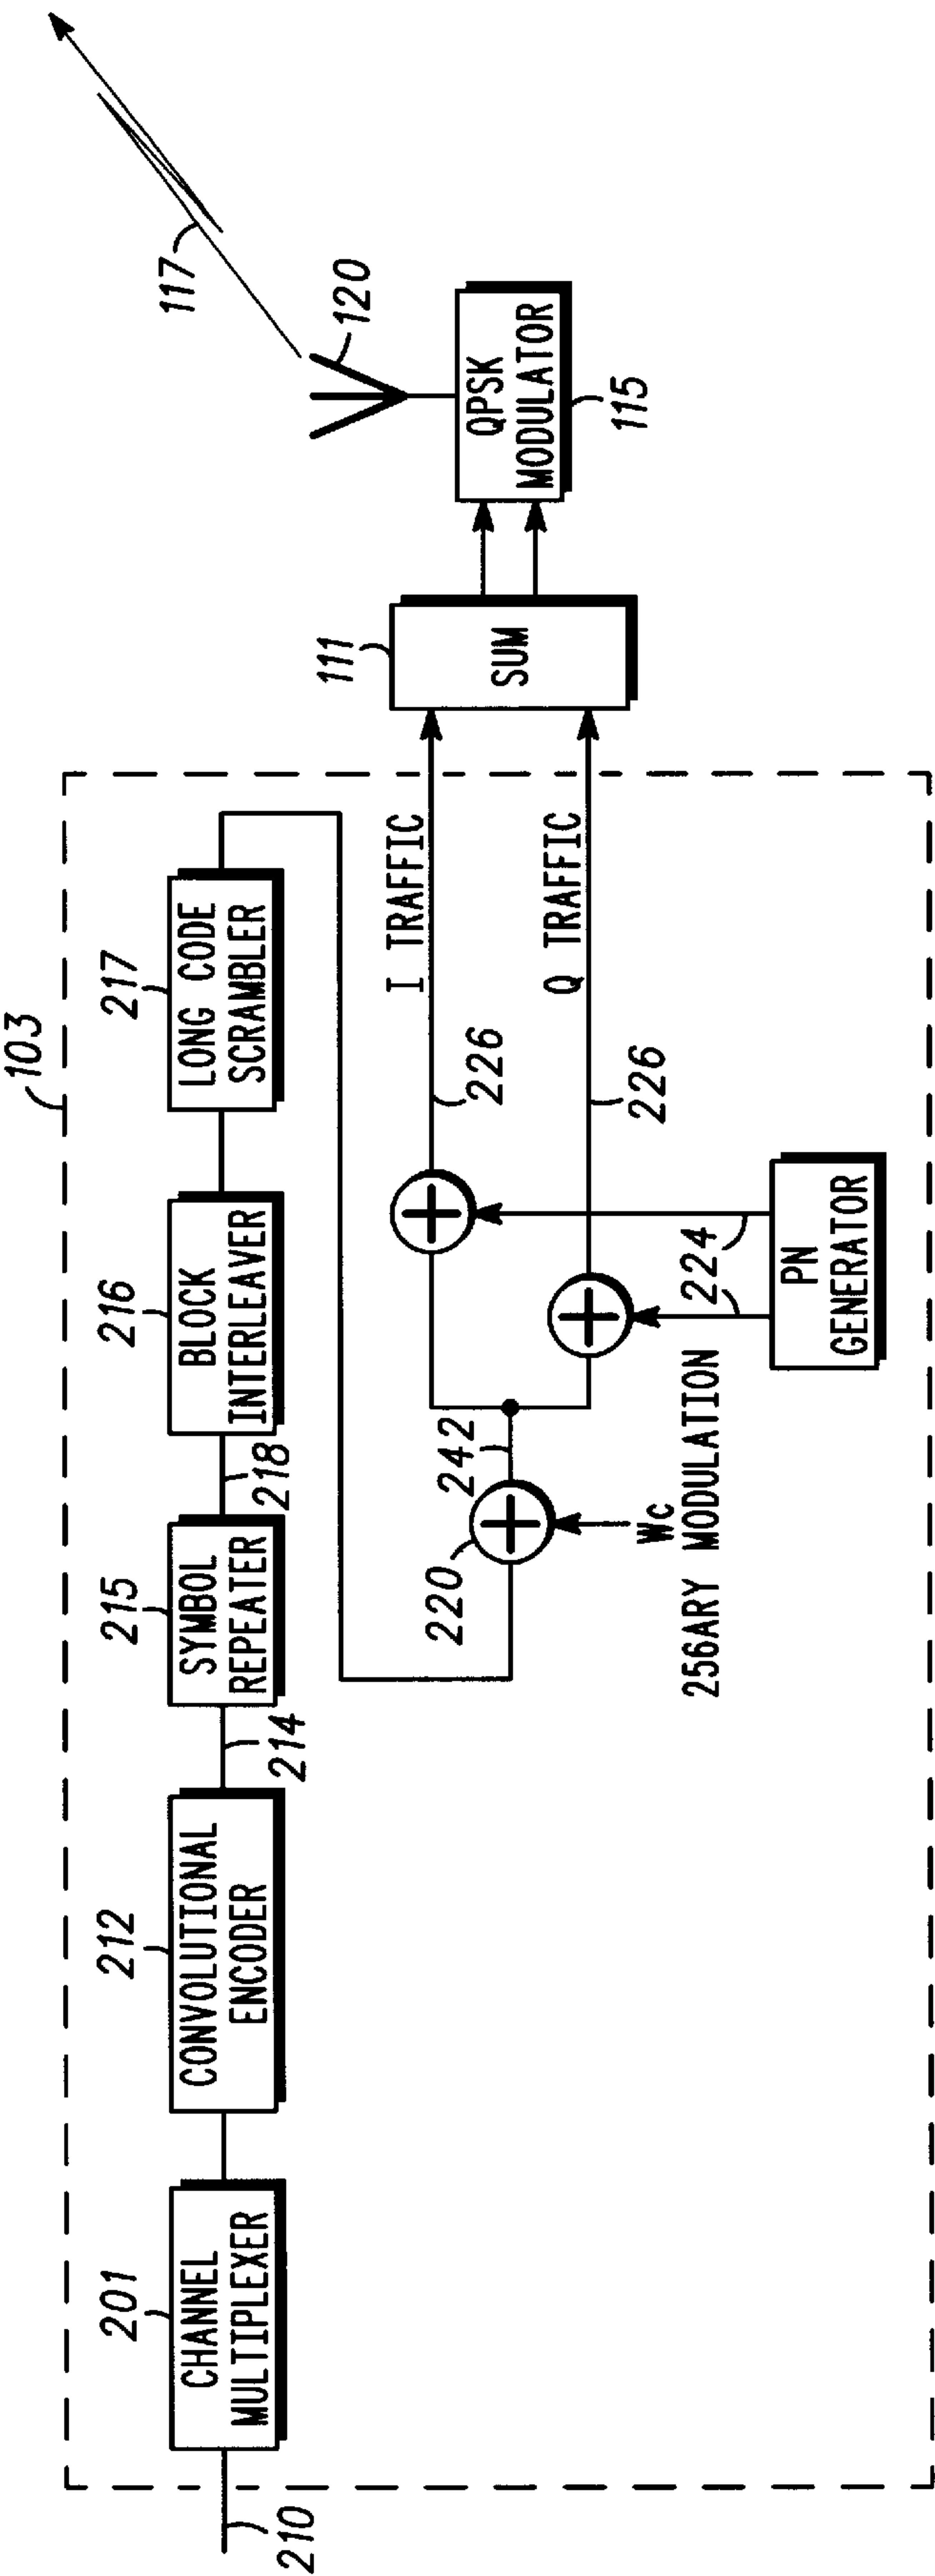 103
201
CHANNEL
MULTIPLEXER
210
212
CONVOLUTIONAL
ENCODER
214
215
SYMBOL
REPEATER
218
216
BLOCK
INTERLEAVER
217
LONG CODE
SCRAMBLER
220
242
Wc
256ARY MODULATION
224
PN
GENERATOR
226
I TRAFFIC
226
Q TRAFFIC
111
SUM
QPSK
MODULATOR
115
120
117